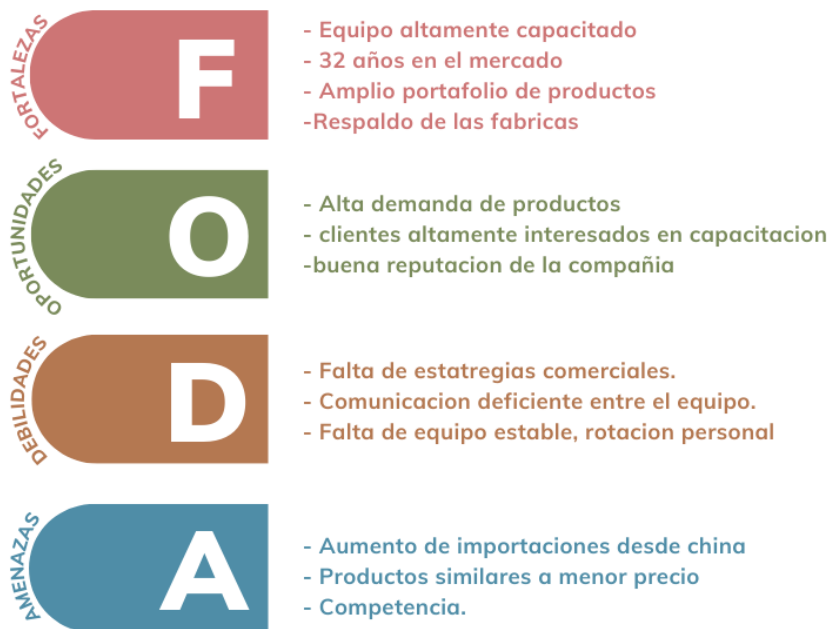 FORTALEZAS
F
- Equipo altamente capacitado
- 32 años en el mercado
- Amplio portafolio de productos
-Respaldo de las fabricas
OPORTUNIDADES
O
- Alta demanda de productos
- clientes altamente interesados en capacitacion
-buena reputacion de la compañia
DEBILIDADES
D
- Falta de estatregias comerciales.
- Comunicacion deficiente entre el equipo.
- Falta de equipo estable, rotacion personal
AMENAZAS
A
- Aumento de importaciones desde china
- Productos similares a menor precio
- Competencia.